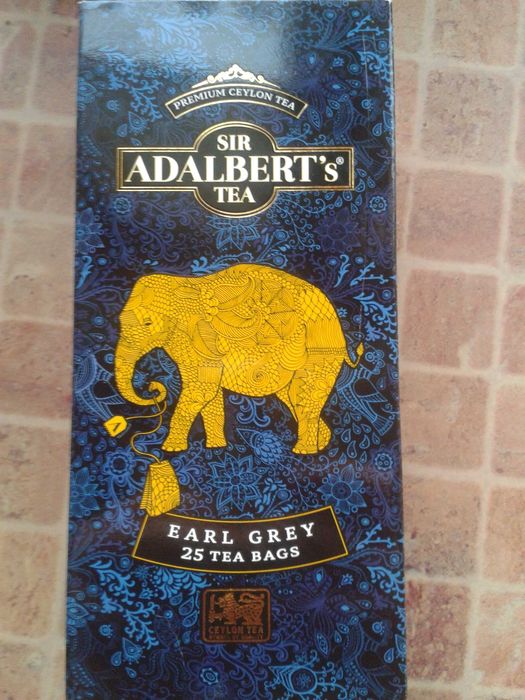 PREMIUM CEYLON TEA
SIR
ADALBERT's®
TEA
EARL GREY
25 TEA BAGS
CEYLON TEA